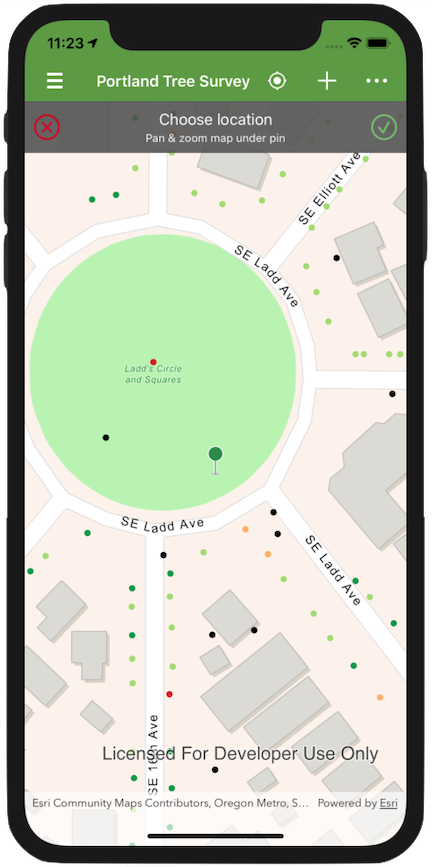 11:23
Portland Tree Survey
Choose location
Pan & zoom map under pin
SE Elliott Ave
SE Ladd Ave
Ladd's Circle
and Squares
SE Ladd Ave
SE Ladd Ave
SE 16th Ave
Licensed For Developer Use Only
Esri Community Maps Contributors, Oregon Metro, S... Powered by Esri